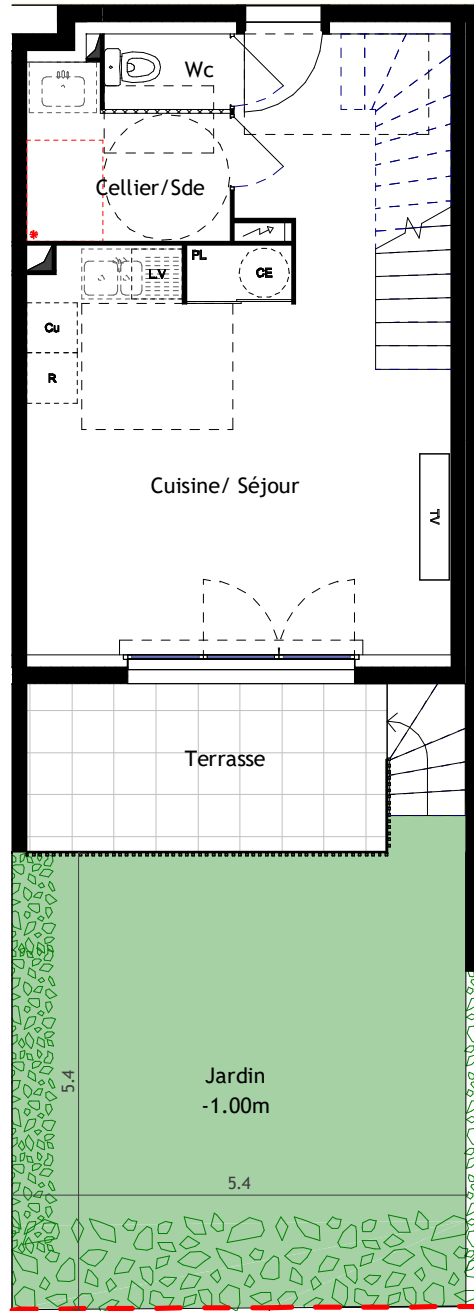 Wc
Cellier/Sde
*
PL
LV
CE
Cu
R
Cuisine/ Séjour
TV
Terrasse
5.4
Jardin
-1.00m
5.4